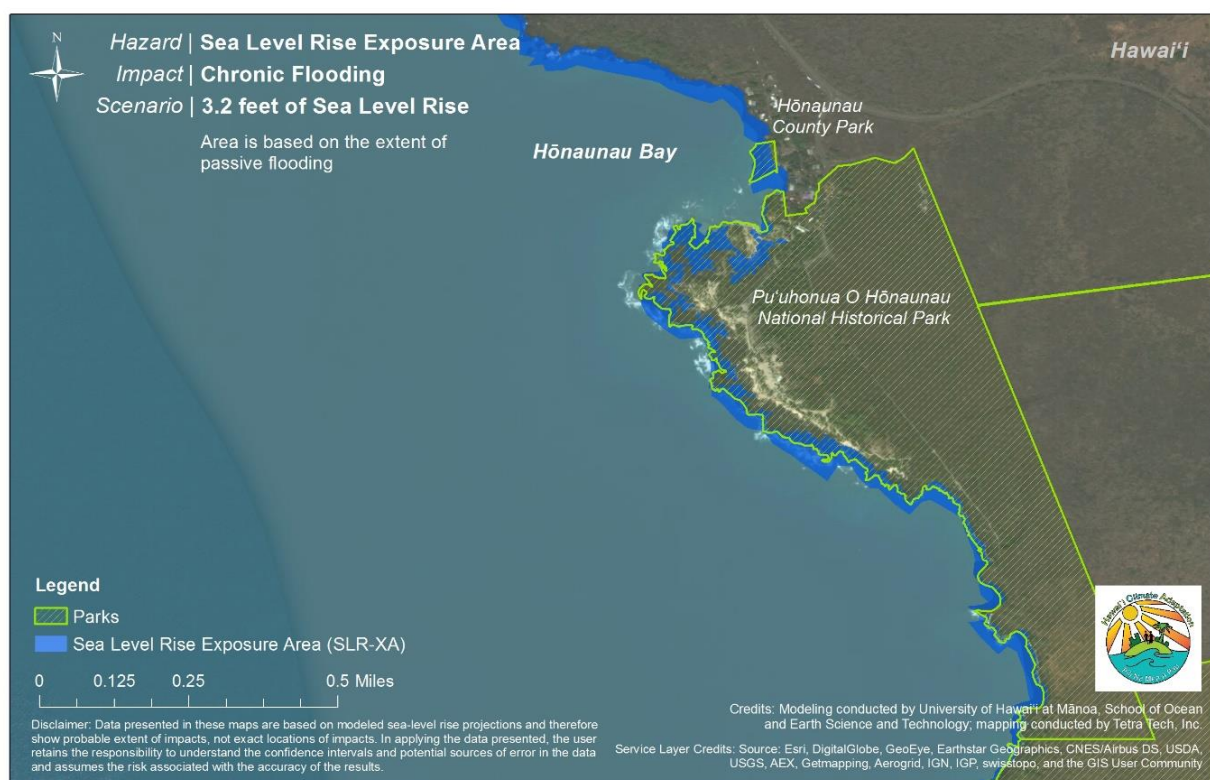 N
Hazard | Sea Level Rise Exposure Area
Impact | Chronic Flooding
Scenario | 3.2 feet of Sea Level Rise
Area is based on the extent of
passive flooding
Hawai‘i
Hōnaunau
County Park
Hōnaunau Bay
Pu‘uhonua O Hōnaunau
National Historical Park
Legend
Parks
Sea Level Rise Exposure Area (SLR-XA)
0 0.125 0.25 0.5 Miles
Disclaimer: Data presented in these maps are based on modeled sea-level rise projections and therefore
show probable extent of impacts, not exact locations of impacts. In applying the data presented, the user
retains the responsibility to understand the confidence intervals and potential sources of error in the data
and assumes the risk associated with the accuracy of the results.
Hawai‘i Climate Adaptation
Credits: Modeling conducted by University of Hawai‘i at Mānoa, School of Ocean
and Earth Science and Technology; mapping conducted by Tetra Tech, Inc.
Service Layer Credits: Source: Esri, DigitalGlobe, GeoEye, Earthstar Geographics, CNES/Airbus DS, USDA,
USGS, AEX, Getmapping, Aerogrid, IGN, IGP, swisstopo, and the GIS User Community